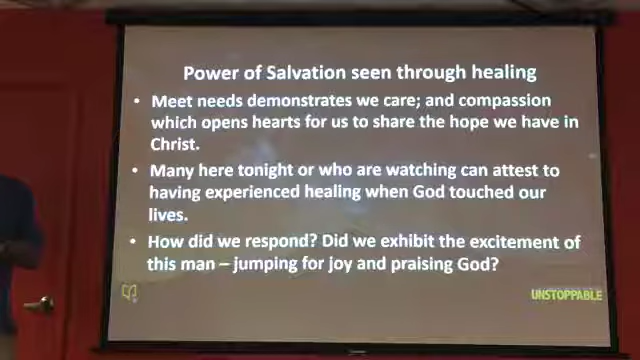 Power of Salvation seen through healing
• Meet needs demonstrates we care; and compassion
which opens hearts for us to share the hope we have in
Christ.
• Many here tonight or who are watching can attest to
having experienced healing when God touched our
lives.
• How did we respond? Did we exhibit the excitement of
this man – jumping for joy and praising God?
UNSTOPPABLE